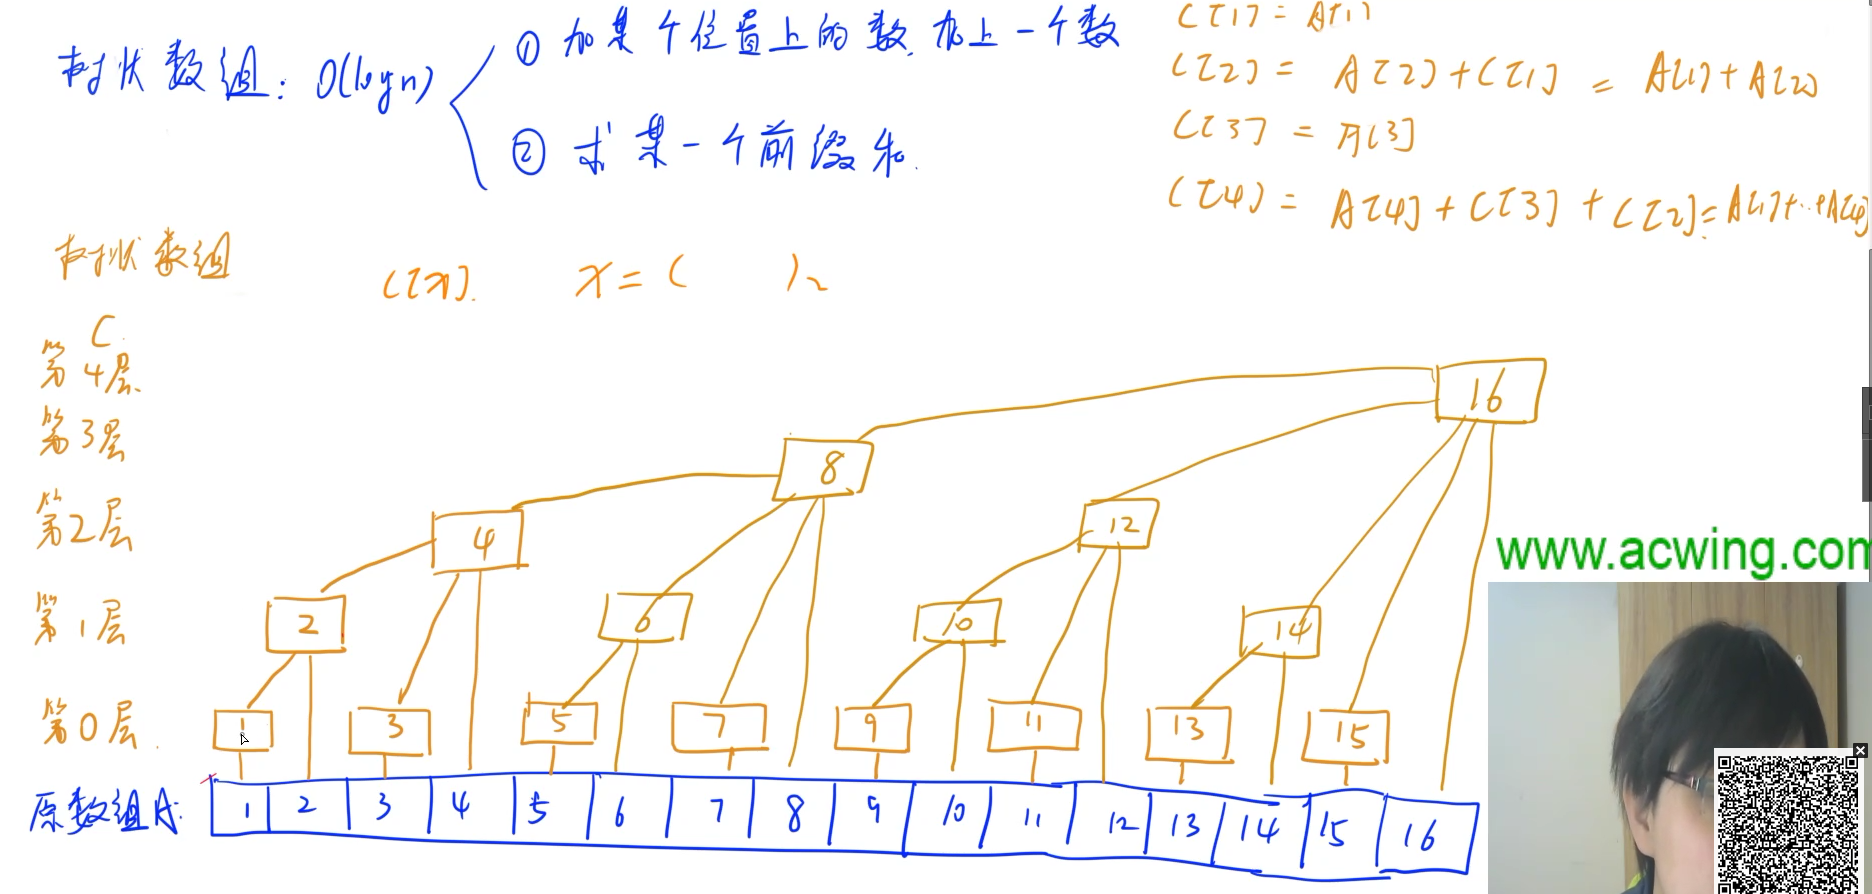 树状数组：O(logn)
① 加某个位置上的数，加上一个数
② 求某一个前缀和.
C[1] = A[1]
C[2] = A[2]+C[1] = A[1]+A[2]
C[3] = A[3]
C[4] = A[4]+C[3]+C[2]=A[1]+..+A[4]
树状数组
C[x]. x=( )₂
C
第4层
第3层
第2层
第1层
第0层
16
8
4 12
2 6 10 14
1 3 5 7 9 11 13 15
原数组A: 1 2 3 4 5 6 7 8 9 10 11 12 13 14 15 16
www.acwing.com